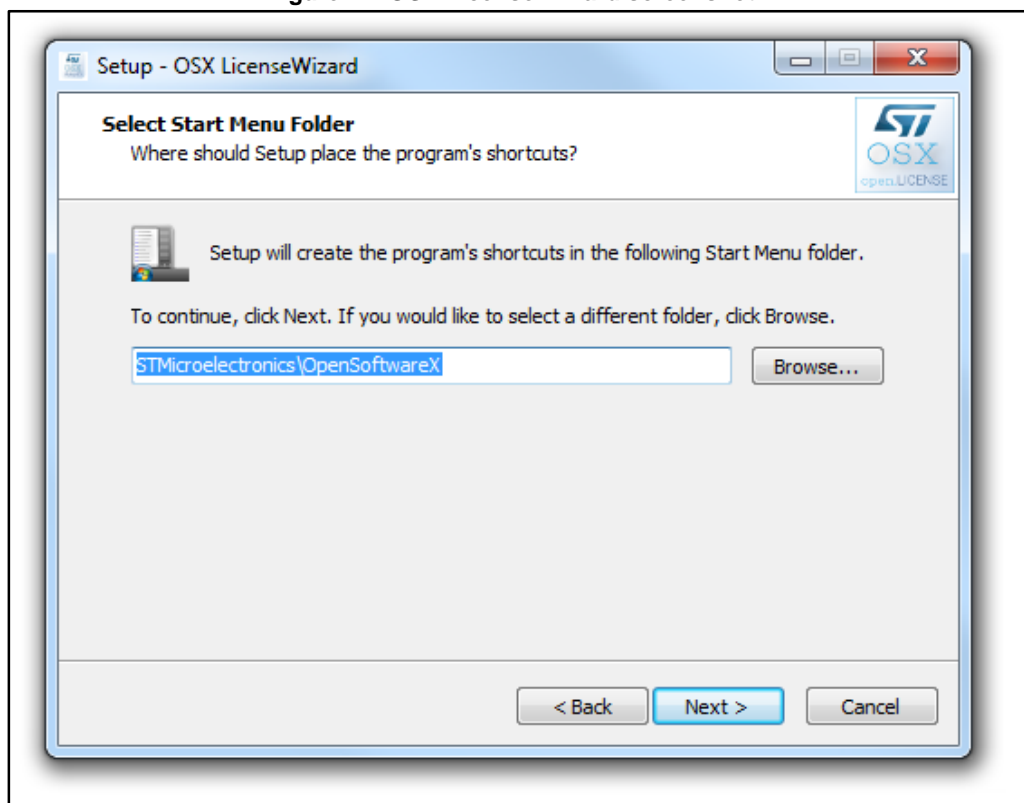 Setup - OSX LicenseWizard
Select Start Menu Folder
Where should Setup place the program's shortcuts?
OSX
open.LICENSE
Setup will create the program's shortcuts in the following Start Menu folder.
To continue, click Next. If you would like to select a different folder, click Browse.
STMicroelectronics\OpenSoftwareX
Browse...
< Back
Next >
Cancel